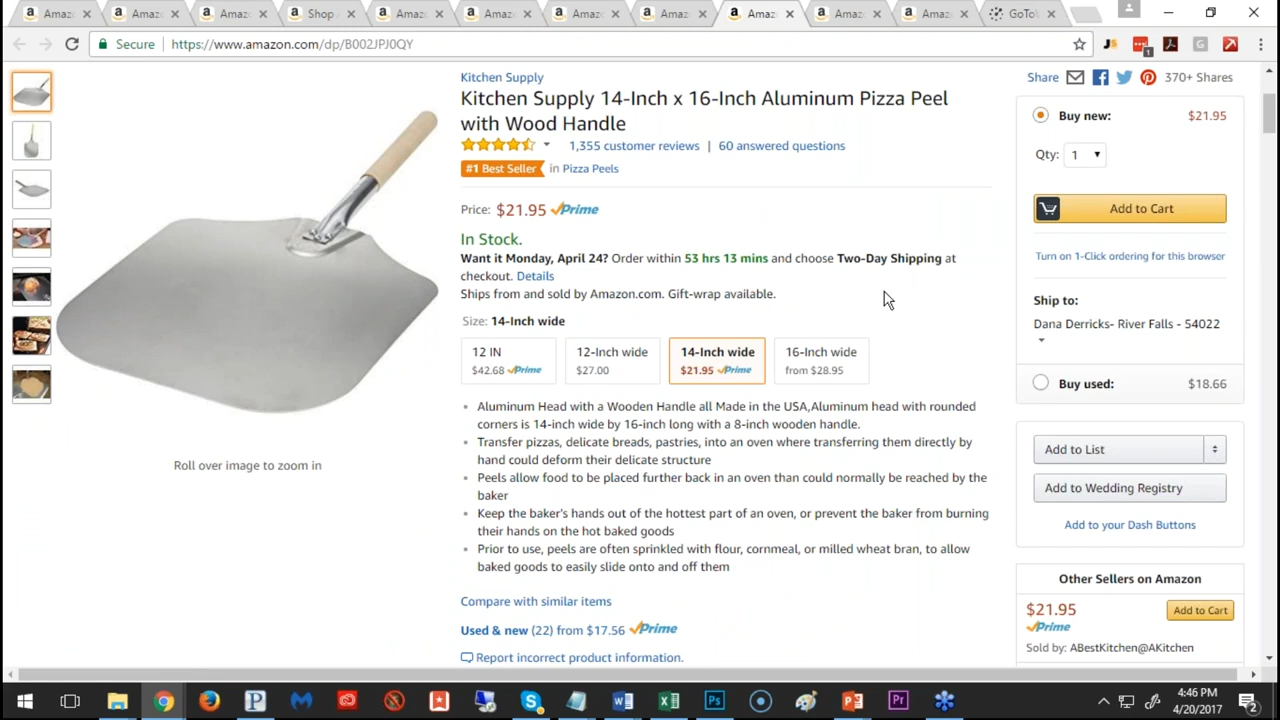 Amaz
Amazo
Amazo
Shop
Amazo
Amazo
Amazo
Amazo
Amaz
Amazo
Amazo
GoTo
Secure
https://www.amazon.com/dp/B002JPJ0QY
Kitchen Supply
Kitchen Supply 14-Inch x 16-Inch Aluminum Pizza Peel
with Wood Handle
1,355 customer reviews | 60 answered questions
#1 Best Seller in Pizza Peels
Price: $21.95 Prime
In Stock.
Want it Monday, April 24? Order within 53 hrs 13 mins and choose Two-Day Shipping at
checkout. Details
Ships from and sold by Amazon.com. Gift-wrap available.
Size: 14-Inch wide
12 IN
$42.68 Prime
12-Inch wide
$27.00
14-Inch wide
$21.95 Prime
16-Inch wide
from $28.95
Aluminum Head with a Wooden Handle all Made in the USA,Aluminum head with rounded
corners is 14-inch wide by 16-inch long with a 8-inch wooden handle.
Transfer pizzas, delicate breads, pastries, into an oven where transferring them directly by
hand could deform their delicate structure
Peels allow food to be placed further back in an oven than could normally be reached by the
baker
Keep the baker's hands out of the hottest part of an oven, or prevent the baker from burning
their hands on the hot baked goods
Prior to use, peels are often sprinkled with flour, cornmeal, or milled wheat bran, to allow
baked goods to easily slide onto and off them
Compare with similar items
Used & new (22) from $17.56 Prime
Report incorrect product information.
Roll over image to zoom in
Share 370+ Shares
Buy new: $21.95
Qty: 1
Add to Cart
Turn on 1-Click ordering for this browser
Ship to:
Dana Derricks- River Falls - 54022
Buy used: $18.66
Add to List
Add to Wedding Registry
Add to your Dash Buttons
Other Sellers on Amazon
$21.95 Add to Cart
Prime
Sold by: ABestKitchen@AKitchen
4:46 PM
4/20/2017